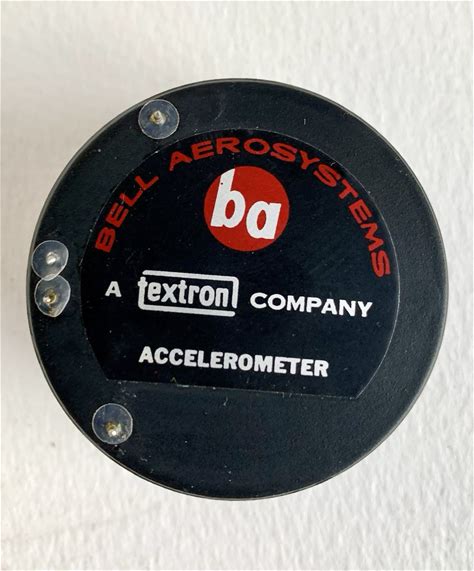 BELL AEROSYSTEMS
ba
A textron COMPANY
ACCELEROMETER